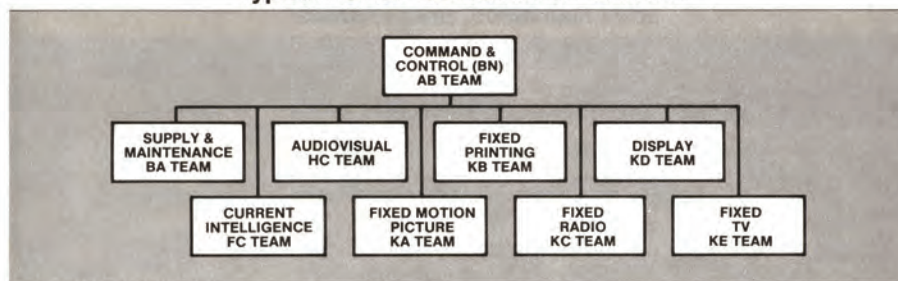 COMMAND &
CONTROL (BN)
AB TEAM
SUPPLY &
MAINTENANCE
BA TEAM
AUDIOVISUAL
HC TEAM
FIXED
PRINTING
KB TEAM
DISPLAY
KD TEAM
CURRENT
INTELLIGENCE
FC TEAM
FIXED MOTION
PICTURE
KA TEAM
FIXED
RADIO
KC TEAM
FIXED
TV
KE TEAM